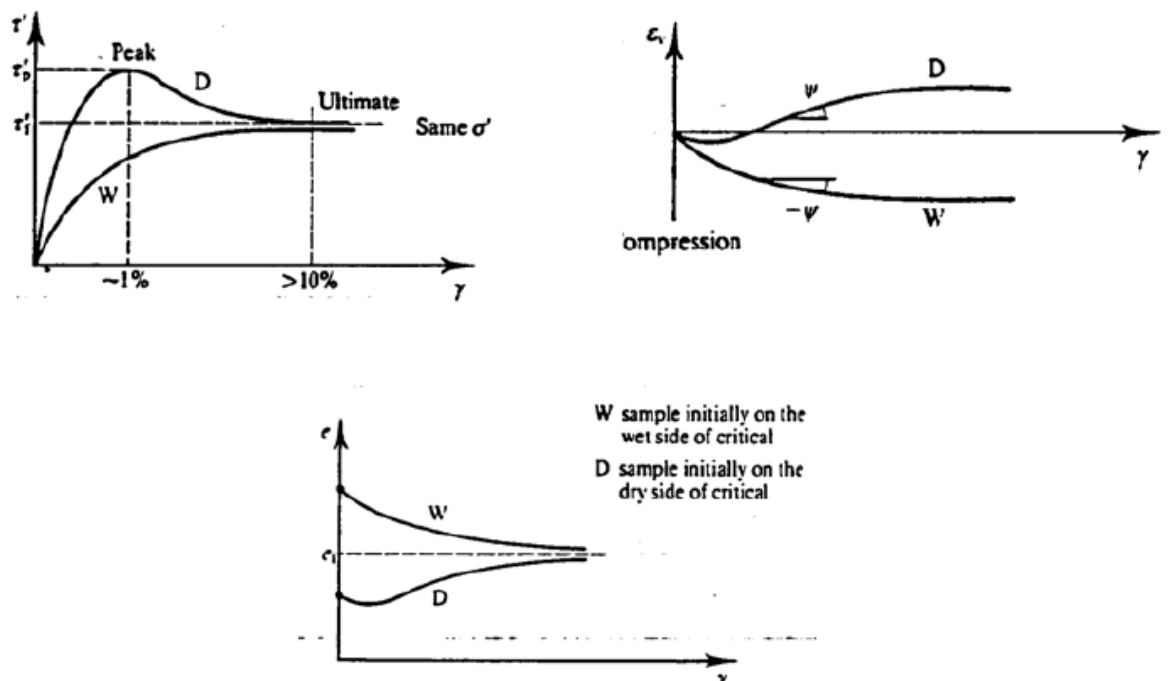 τ'
Peak
τ'p
D
Ultimate
τ'f
Same σ'
W
~1%
>10%
γ
εv
D
ψ
γ
-ψ
W
ompression
W sample initially on the
wet side of critical
D sample initially on the
dry side of critical
e
W
ef
D
γ